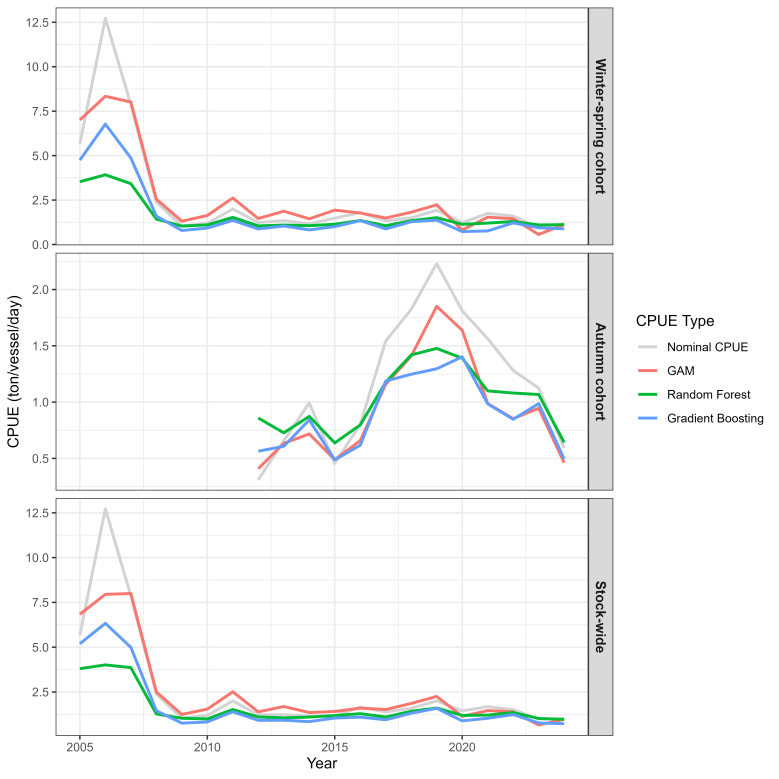 12.5
10.0
7.5
5.0
2.5
0.0
Winter-spring cohort
2.0
1.5
1.0
0.5
Autumn cohort
12.5
10.0
7.5
5.0
2.5
Stock-wide
CPUE (ton/vessel/day)
2005 2010 2015 2020
Year
CPUE Type
Nominal CPUE
GAM
Random Forest
Gradient Boosting